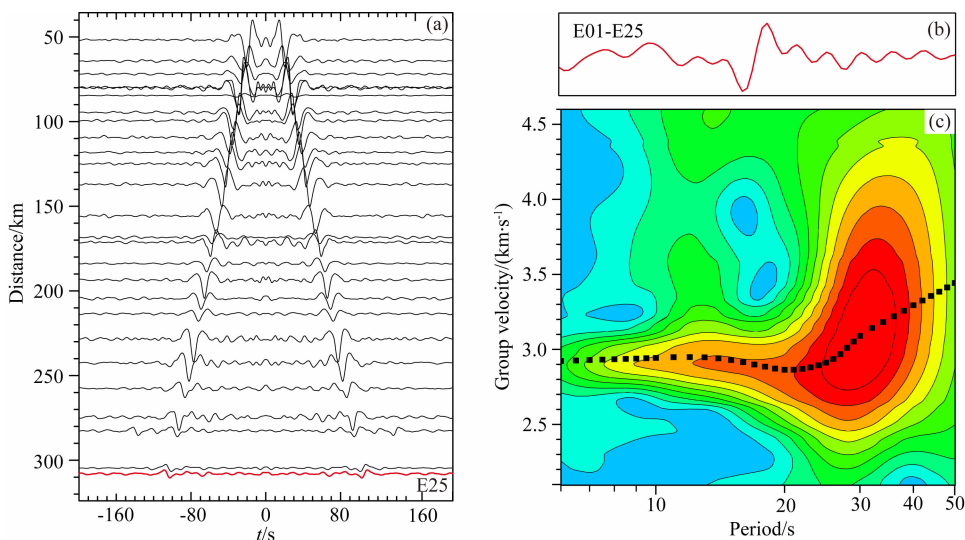 (a)
50
100
150
200
250
300
Distance/km
E25
-160 -80 0 80 160
t/s
E01-E25
(b)
(c)
4.5
4.0
3.5
3.0
2.5
Group velocity/(km·s⁻¹)
10 20 30 40 50
Period/s